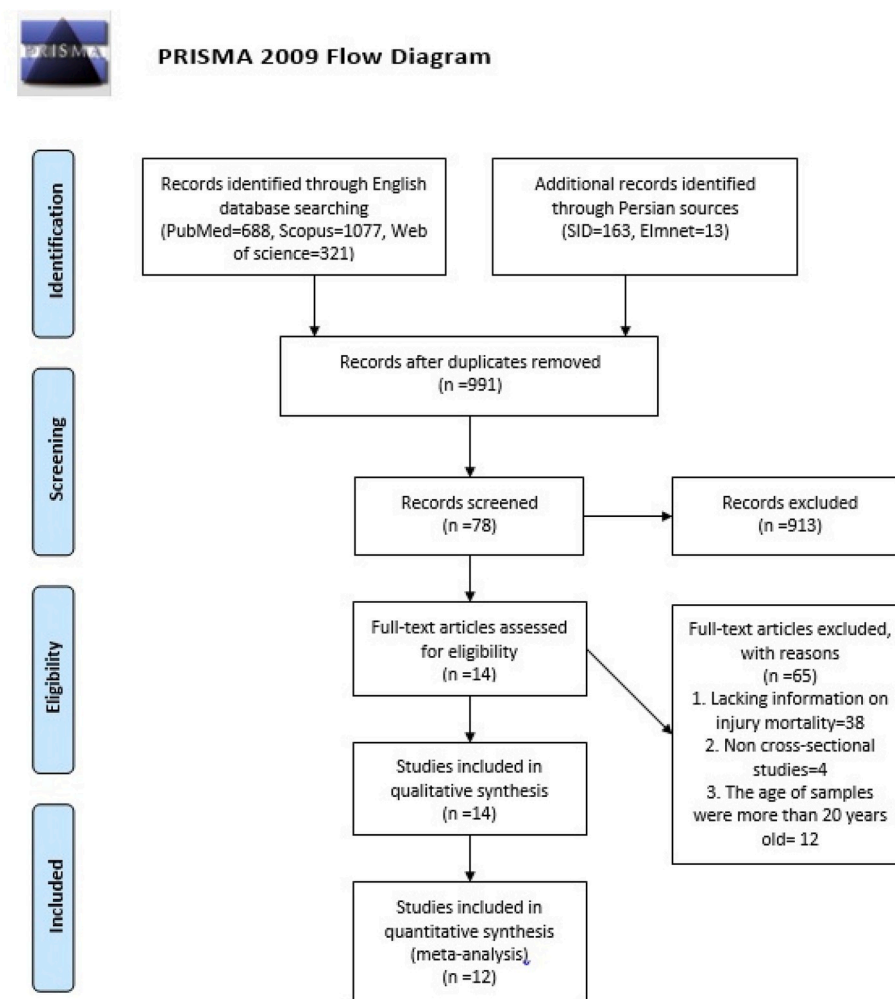 PRISMA
PRISMA 2009 Flow Diagram
Identification
Records identified through English
database searching
(PubMed=688, Scopus=1077, Web
of science=321)
Additional records identified
through Persian sources
(SID=163, Elmnet=13)
Records after duplicates removed
(n =991)
Screening
Records screened
(n =78)
Records excluded
(n =913)
Eligibility
Full-text articles assessed
for eligibility
(n =14)
Full-text articles excluded,
with reasons
(n =65)
1. Lacking information on
injury mortality=38
2. Non cross-sectional
studies=4
3. The age of samples
were more than 20 years
old= 12
Studies included in
qualitative synthesis
(n =14)
Included
Studies included in
quantitative synthesis
(meta-analysis)
(n =12)